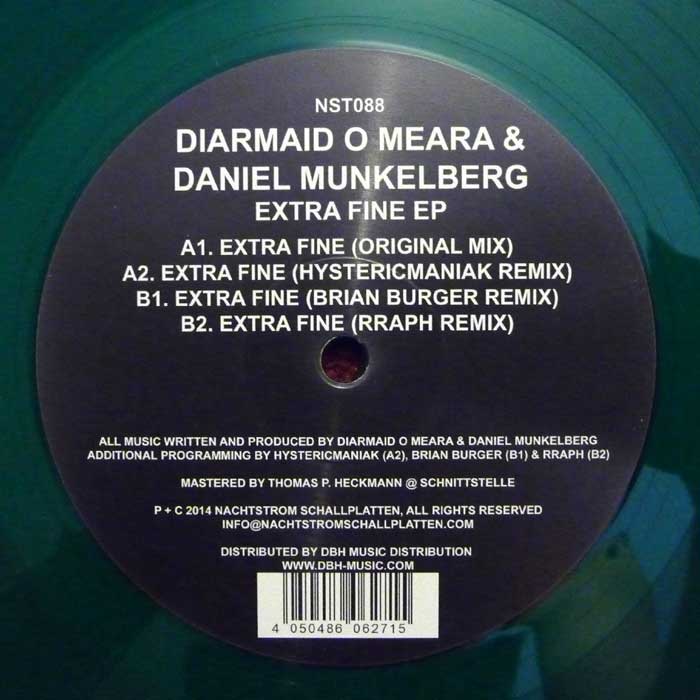 NST088
DIARMAID O MEARA &
DANIEL MUNKELBERG
EXTRA FINE EP
A1. EXTRA FINE (ORIGINAL MIX)
A2. EXTRA FINE (HYSTERICMANIAK REMIX)
B1. EXTRA FINE (BRIAN BURGER REMIX)
B2. EXTRA FINE (RRAPH REMIX)
ALL MUSIC WRITTEN AND PRODUCED BY DIARMAID O MEARA & DANIEL MUNKELBERG
ADDITIONAL PROGRAMMING BY HYSTERICMANIAK (A2), BRIAN BURGER (B1) & RRAPH (B2)
MASTERED BY THOMAS P. HECKMANN @ SCHNITTSTELLE
P + C 2014 NACHTSTROM SCHALLPLATTEN, ALL RIGHTS RESERVED
INFO@NACHTSTROMSCHALLPLATTEN.COM
DISTRIBUTED BY DBH MUSIC DISTRIBUTION
WWW.DBH-MUSIC.COM
4 050486 062715